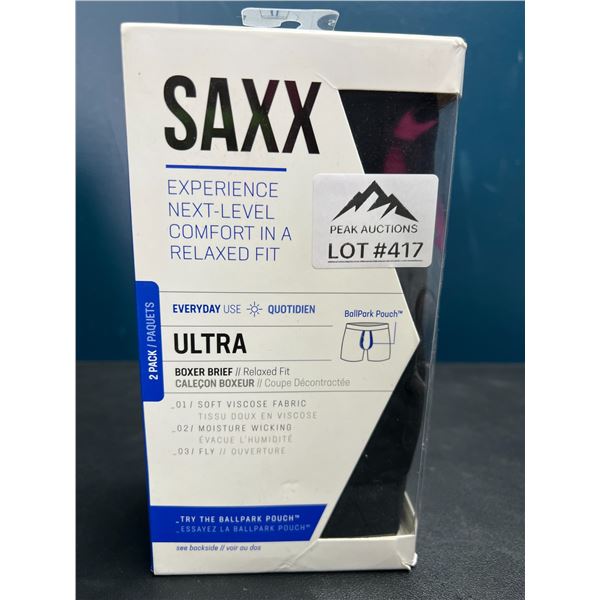 SAXX
EXPERIENCE
NEXT-LEVEL
COMFORT IN A
RELAXED FIT
PEAK AUCTIONS
LOT #417
2 PACK / PAQUETS
EVERYDAY USE QUOTIDIEN
BallPark Pouch™
ULTRA
BOXER BRIEF // Relaxed Fit
CALEÇON BOXEUR // Coupe Décontractée
_01/ SOFT VISCOSE FABRIC
TISSU DOUX EN VISCOSE
_02/ MOISTURE WICKING
ÉVACUE L'HUMIDITÉ
_03/ FLY // OUVERTURE
_TRY THE BALLPARK POUCH™
_ESSAYEZ LA BALLPARK POUCH™
see backside // voir au dos